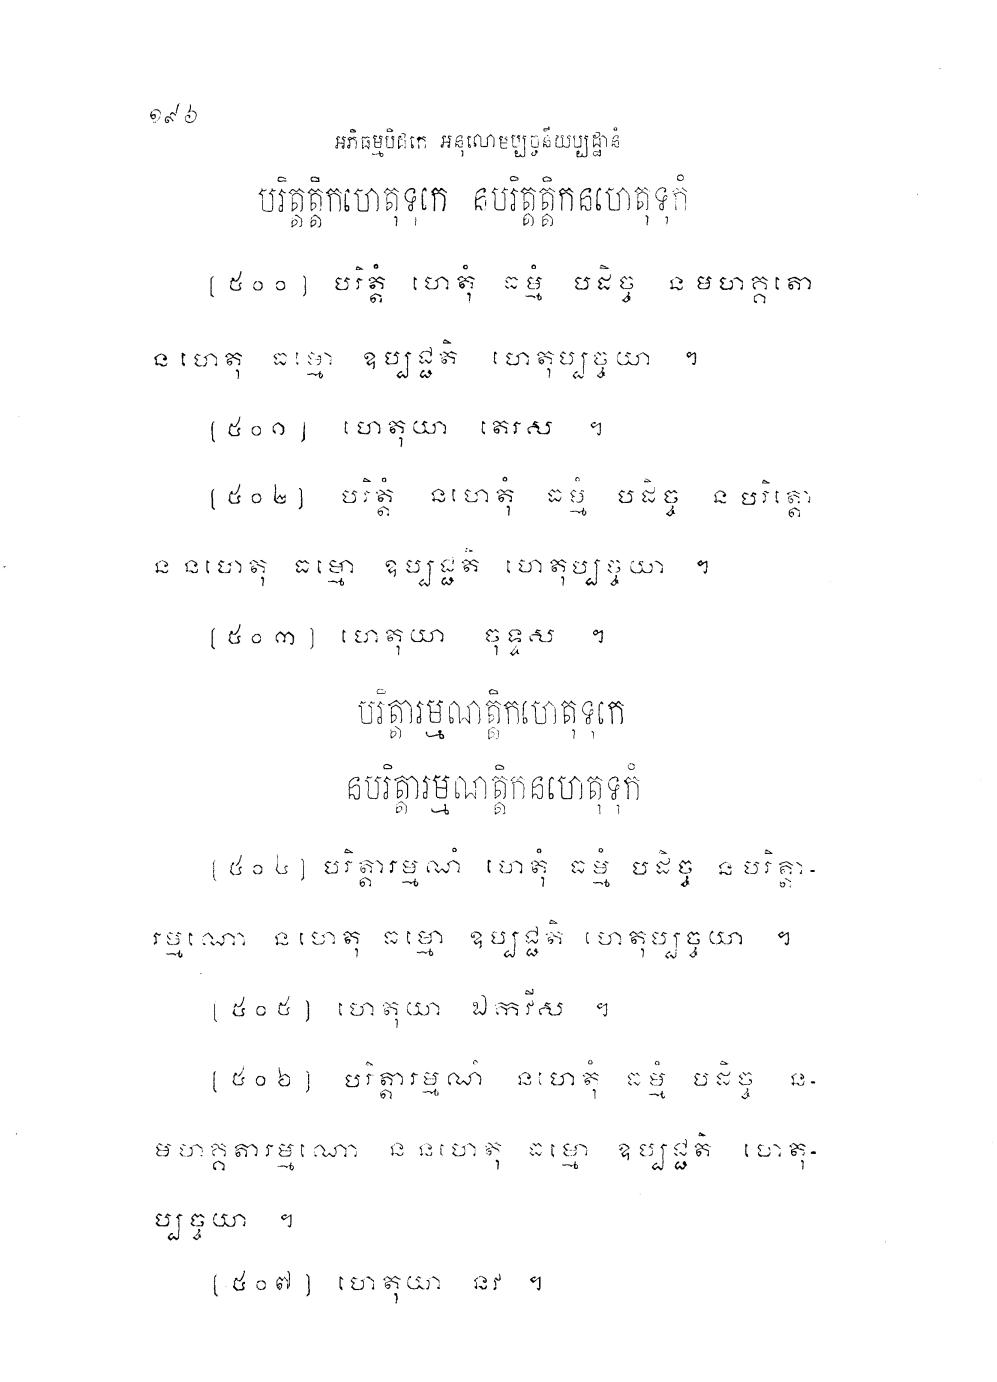 ១៩៦
អភិធម្មបិដកេ អនុលោមប្បច្ចនីយប្បដ្ឋានំ
បរិត្តត្តិកហេតុទុកេ នបរិត្តត្តិកនហេតុទុកំ
[៥០០] បរិត្តំ ហេតុំ ធម្មំ បដិច្ច នមហគ្គតោ
នហេតុ ធម្មោ ឧប្បជ្ជតិ ហេតុប្បច្ចយា ។
[៥០១] ហេតុយា តេរស ។
[៥០២] បរិត្តំ នហេតុំ ធម្មំ បដិច្ច នបរិត្តោ
ននហេតុ ធម្មោ ឧប្បជ្ជតិ ហេតុប្បច្ចយា ។
[៥០៣] ហេតុយា ចុទ្ទស ។
បរិត្តារម្មណត្តិកហេតុទុកេ
នបរិត្តារម្មណត្តិកនហេតុទុកំ
[៥០៤] បរិត្តារម្មណំ ហេតុំ ធម្មំ បដិច្ច នបរិត្តា-
រម្មណោ នហេតុ ធម្មោ ឧប្បជ្ជតិ ហេតុប្បច្ចយា ។
[៥០៥] ហេតុយា ឯកវីស ។
[៥០៦] បរិត្តារម្មណំ នហេតុំ ធម្មំ បដិច្ច ន-
មហគ្គតារម្មណោ ននហេតុ ធម្មោ ឧប្បជ្ជតិ ហេតុ-
ប្បច្ចយា ។
[៥០៧] ហេតុយា នវ ។